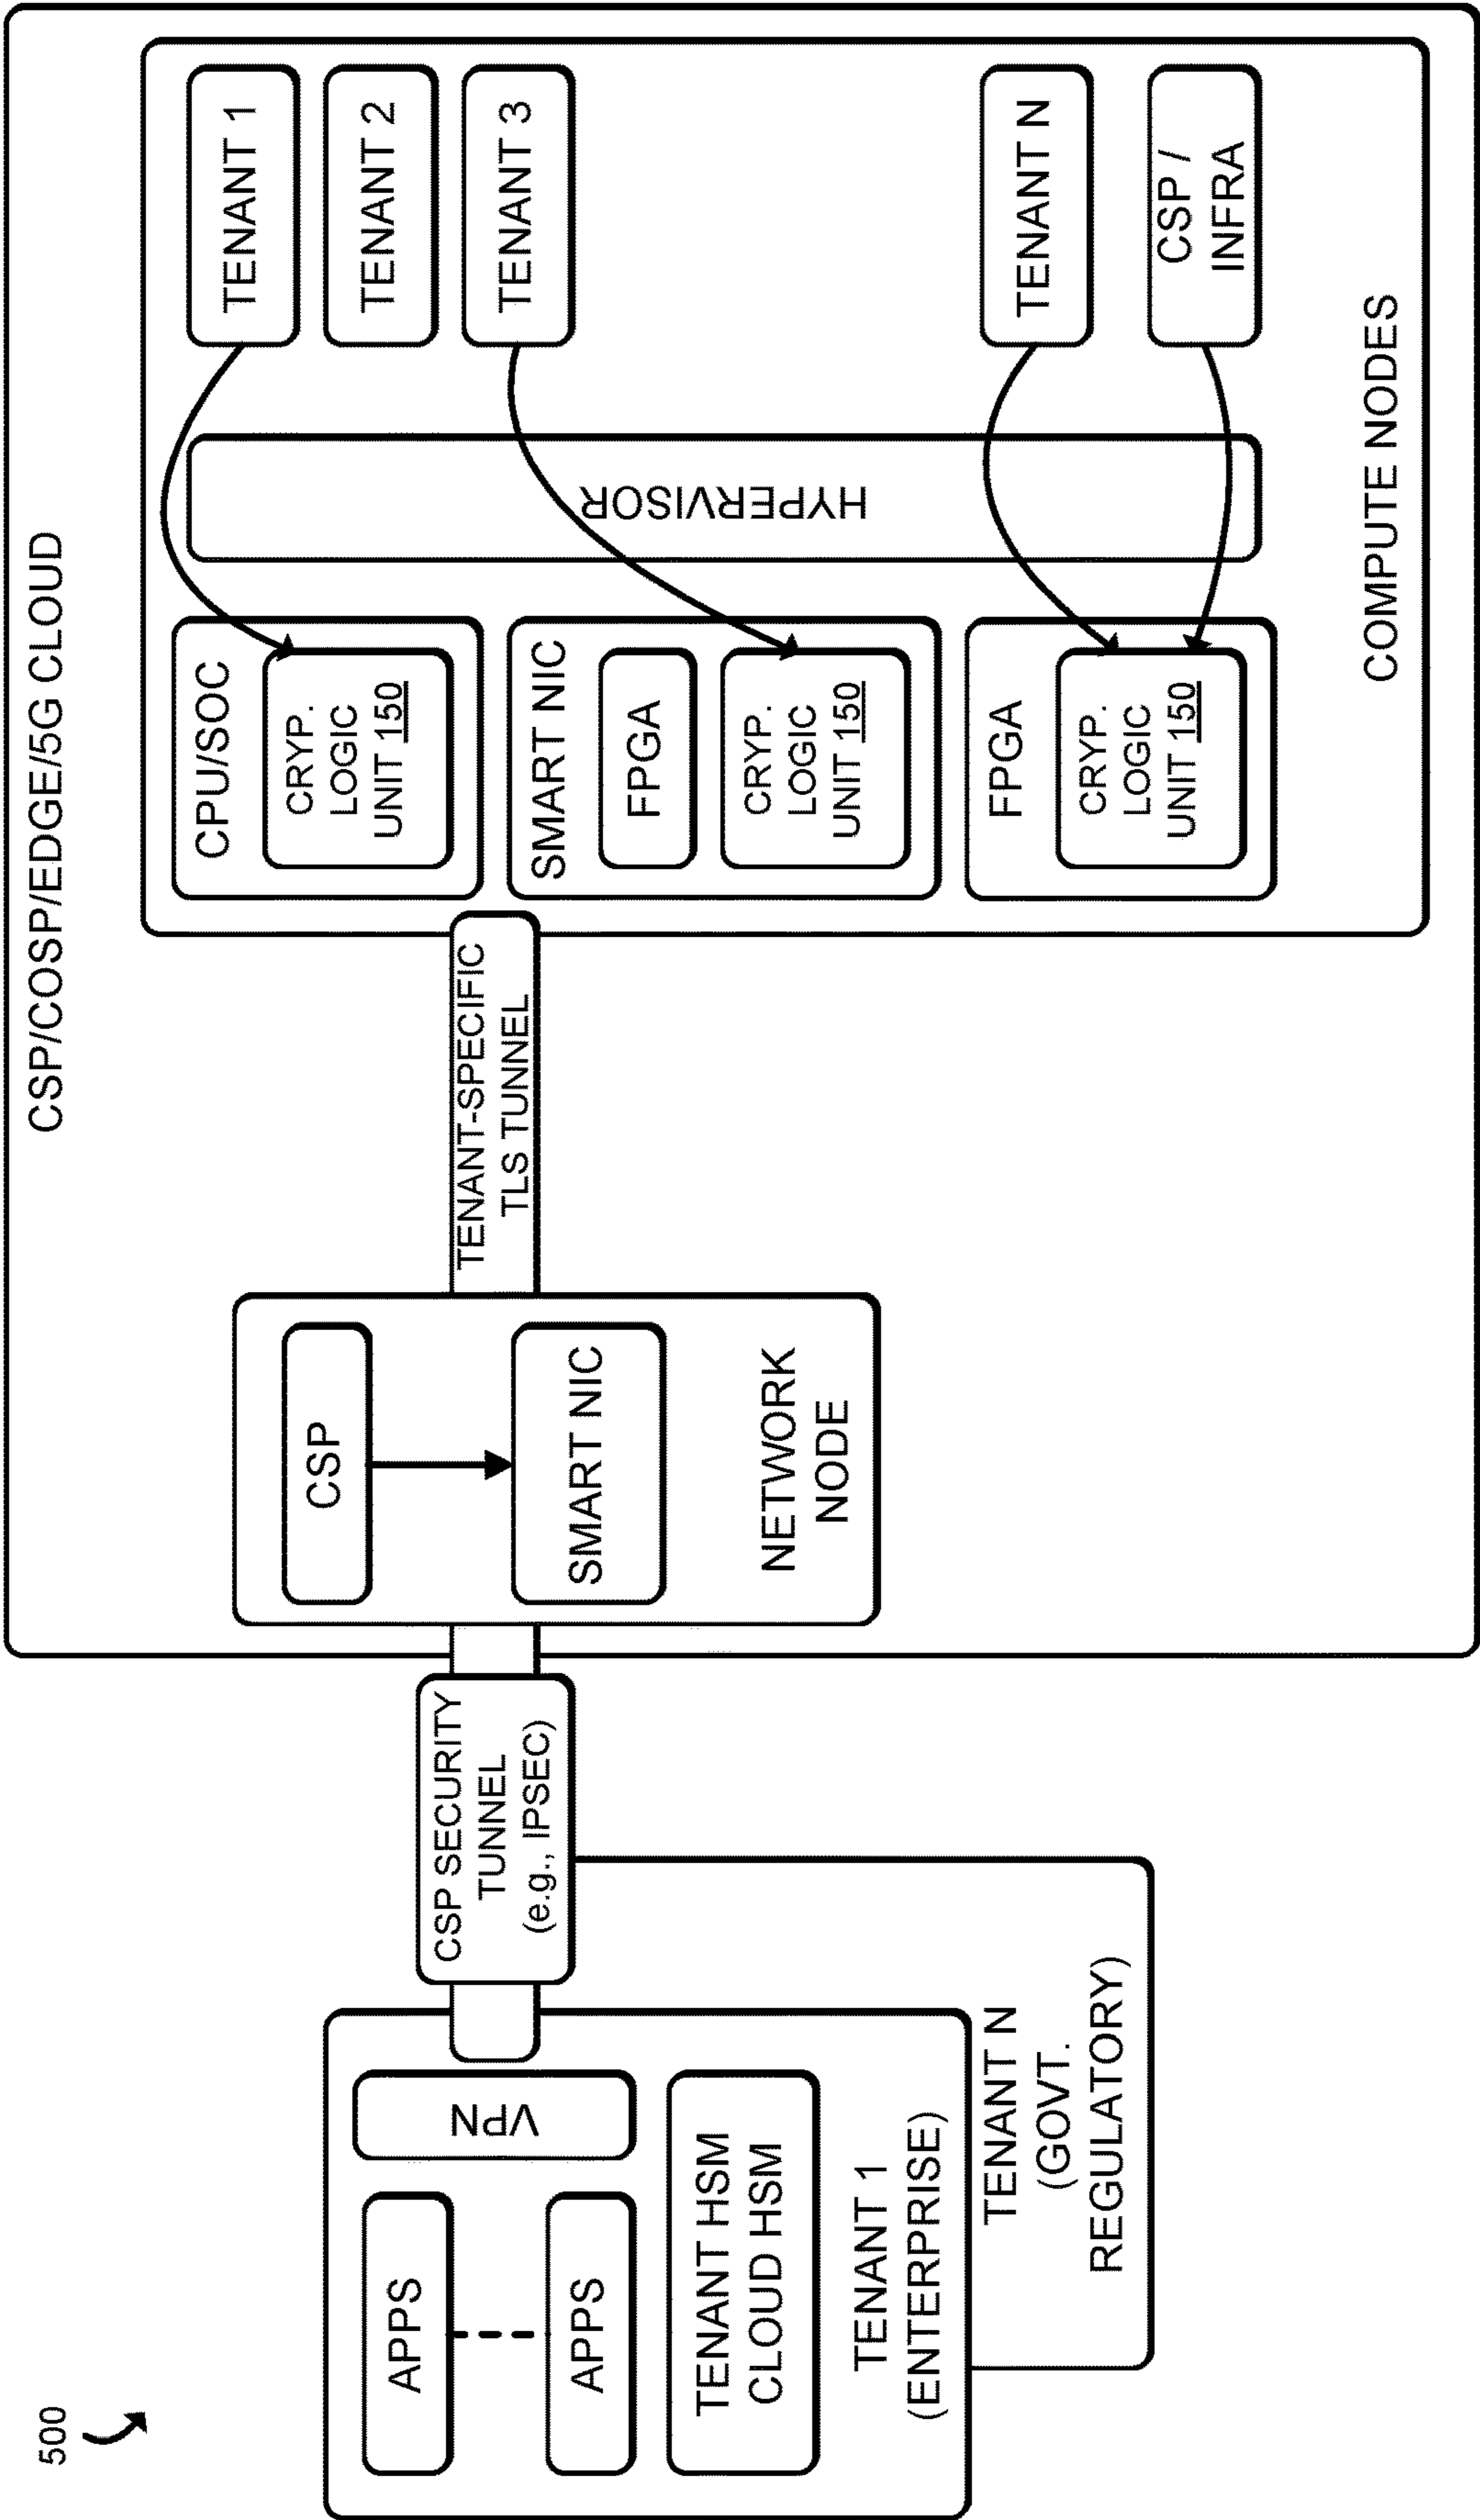 500
APPS
APPS
VPN
TENANT HSM
CLOUD HSM
TENANT 1
(ENTERPRISE)
TENANT N
(GOVT.
REGULATORY)
CSP SECURITY
TUNNEL
(e.g., IPSEC)
CSP/COSP/EDGE/5G CLOUD
CSP
SMART NIC
NETWORK
NODE
TENANT-SPECIFIC
TLS TUNNEL
CPU/SOC
CRYP.
LOGIC
UNIT 150
SMART NIC
FPGA
CRYP.
LOGIC
UNIT 150
FPGA
CRYP.
LOGIC
UNIT 150
HYPERVISOR
TENANT 1
TENANT 2
TENANT 3
TENANT N
CSP /
INFRA
COMPUTE NODES